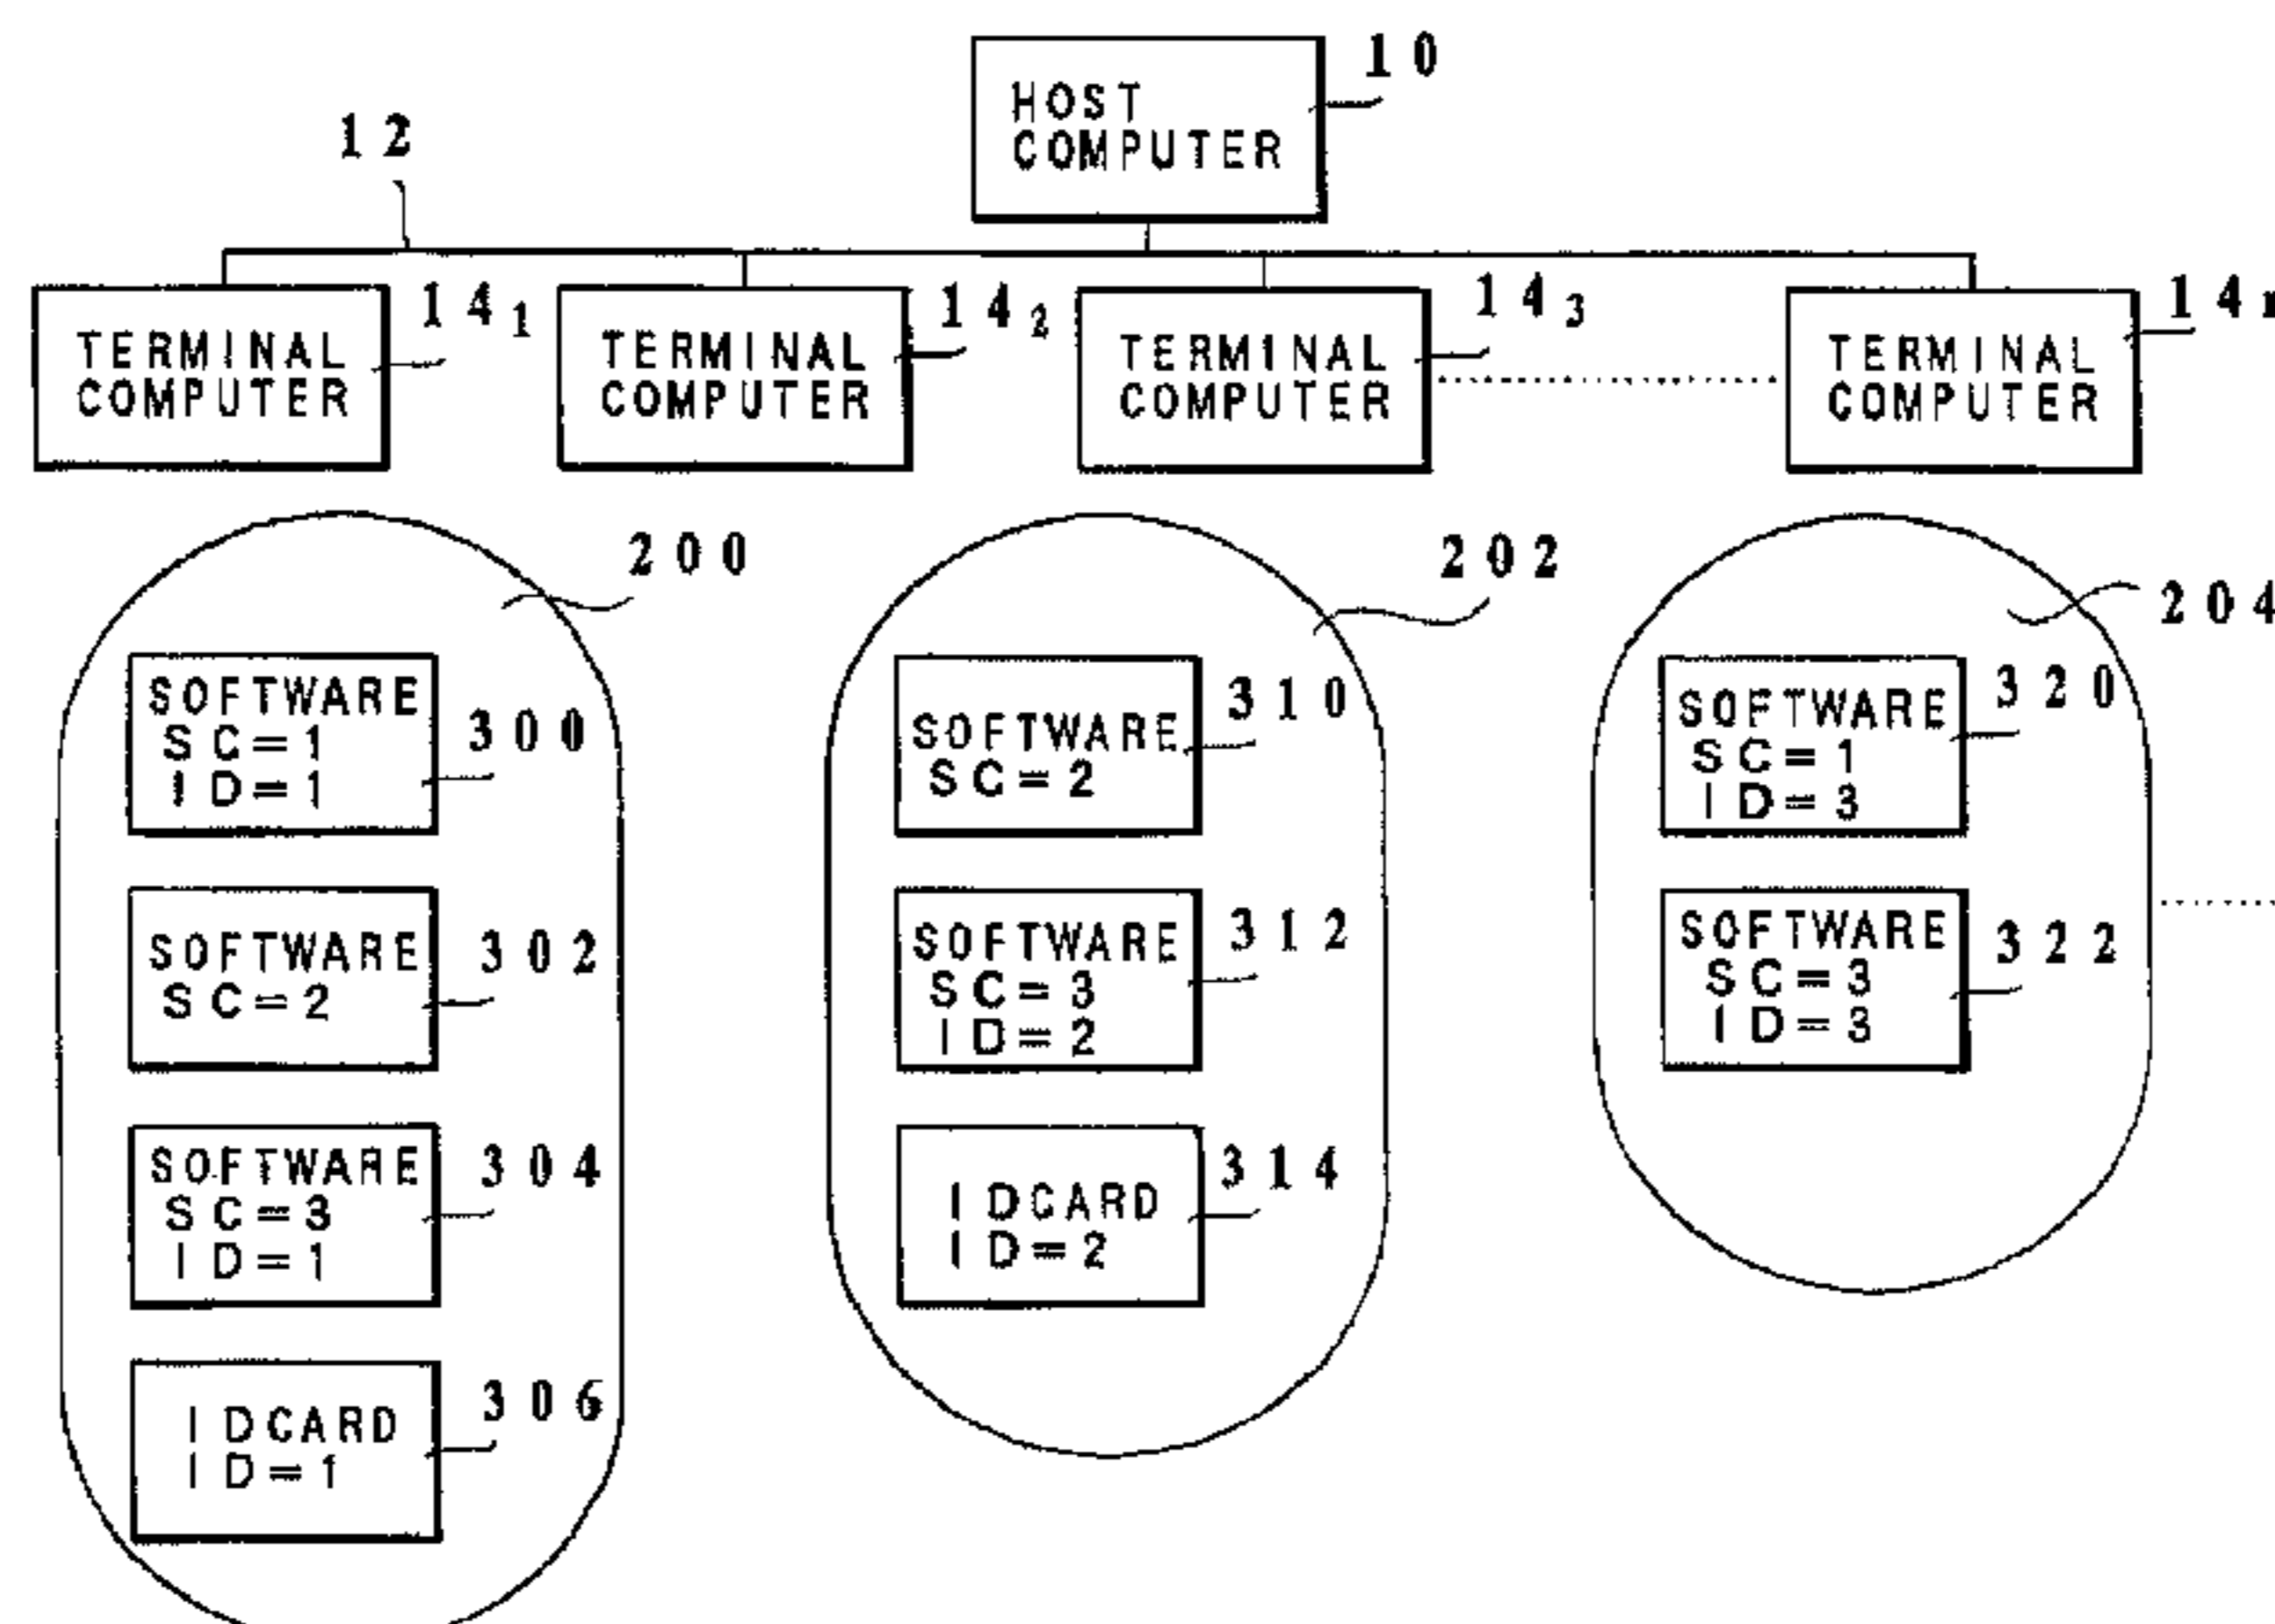 10
HOST
COMPUTER
12
14₁
TERMINAL
COMPUTER
14₂
TERMINAL
COMPUTER
14₃
TERMINAL
COMPUTER
14n
TERMINAL
COMPUTER
200
SOFTWARE
SC=1
ID=1
300
SOFTWARE
SC=2
302
SOFTWARE
SC=3
ID=1
304
IDCARD
ID=1
306
202
SOFTWARE
SC=2
310
SOFTWARE
SC=3
ID=2
312
IDCARD
ID=2
314
204
SOFTWARE
SC=1
ID=3
320
SOFTWARE
SC=3
ID=3
322